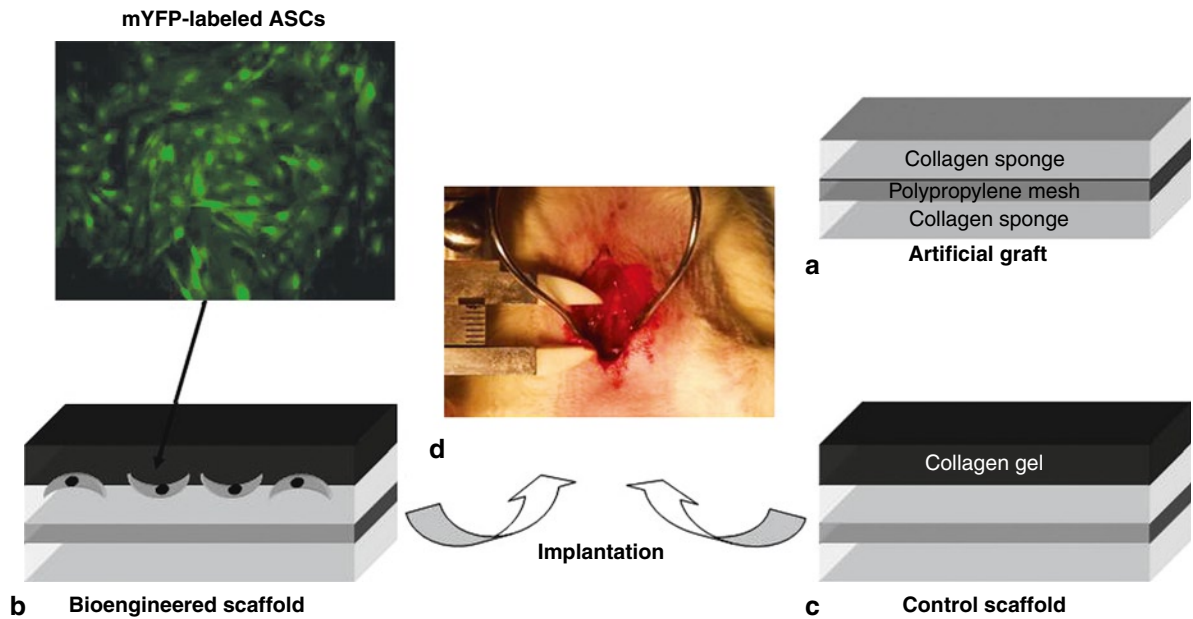 mYFP-labeled ASCs
Collagen sponge
Polypropylene mesh
Collagen sponge
a
Artificial graft
d
Collagen gel
Implantation
b
Bioengineered scaffold
c
Control scaffold